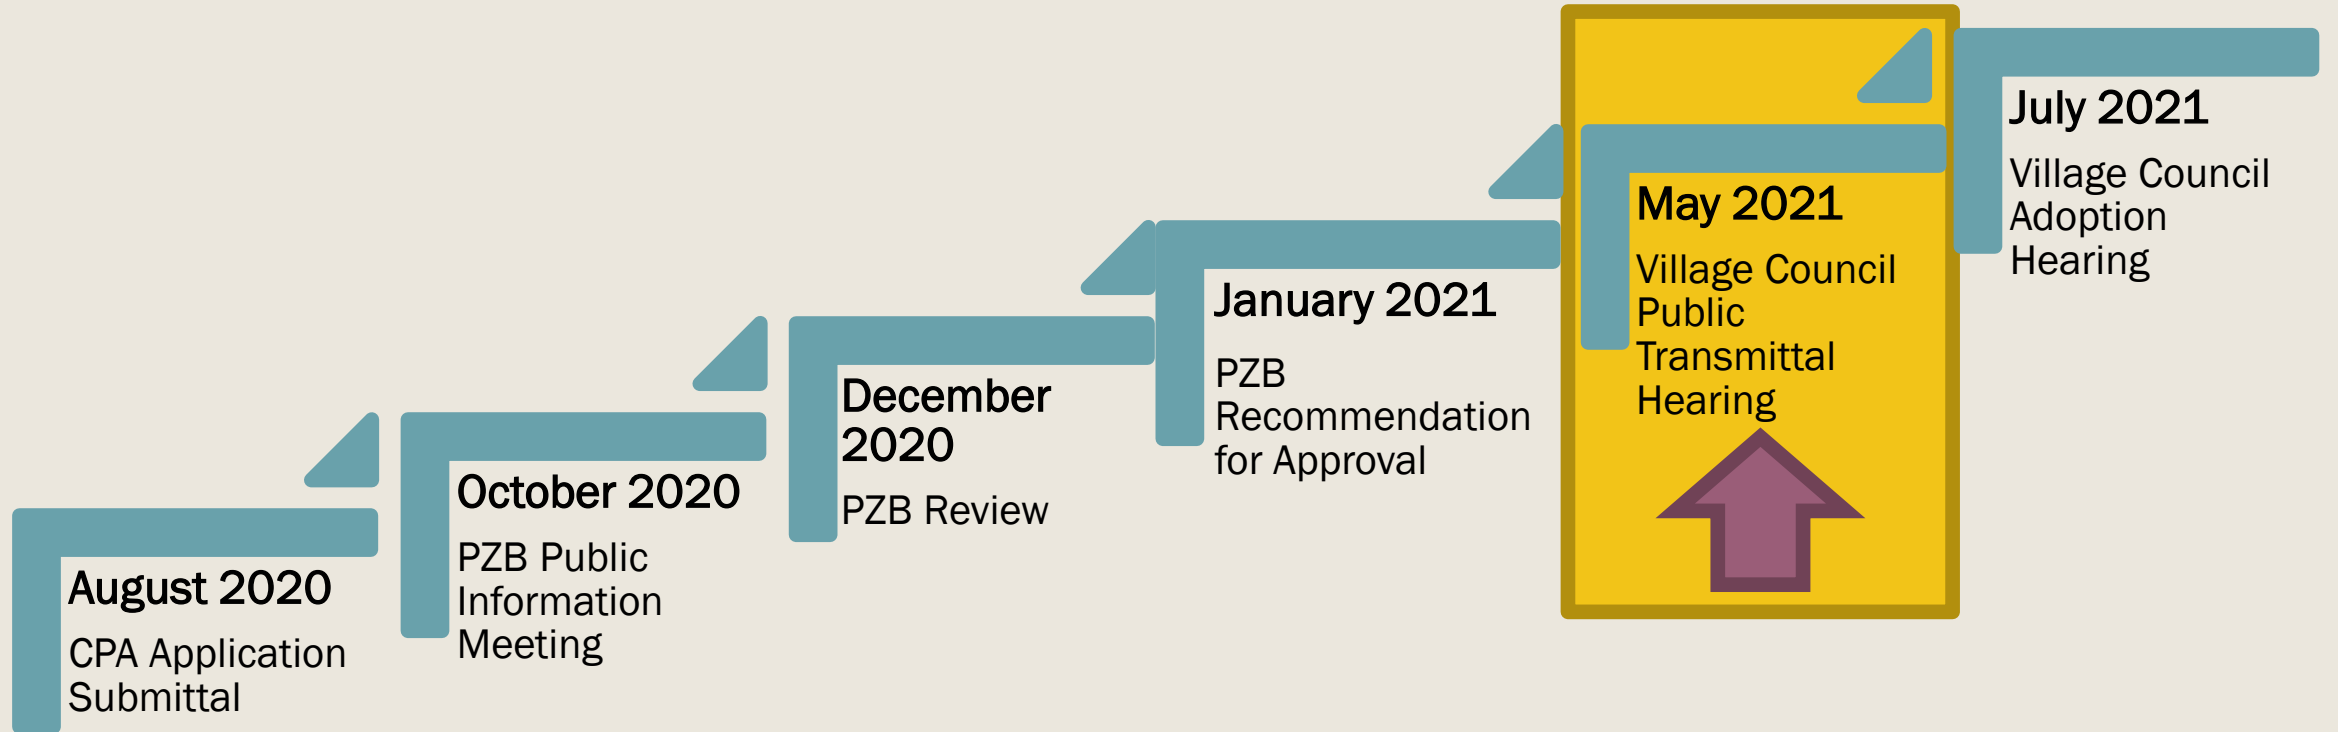 August 2020
CPA Application
Submittal
October 2020
PZB Public
Information
Meeting
December
2020
PZB Review
January 2021
PZB
Recommendation
for Approval
May 2021
Village Council
Public
Transmittal
Hearing
July 2021
Village Council
Adoption
Hearing